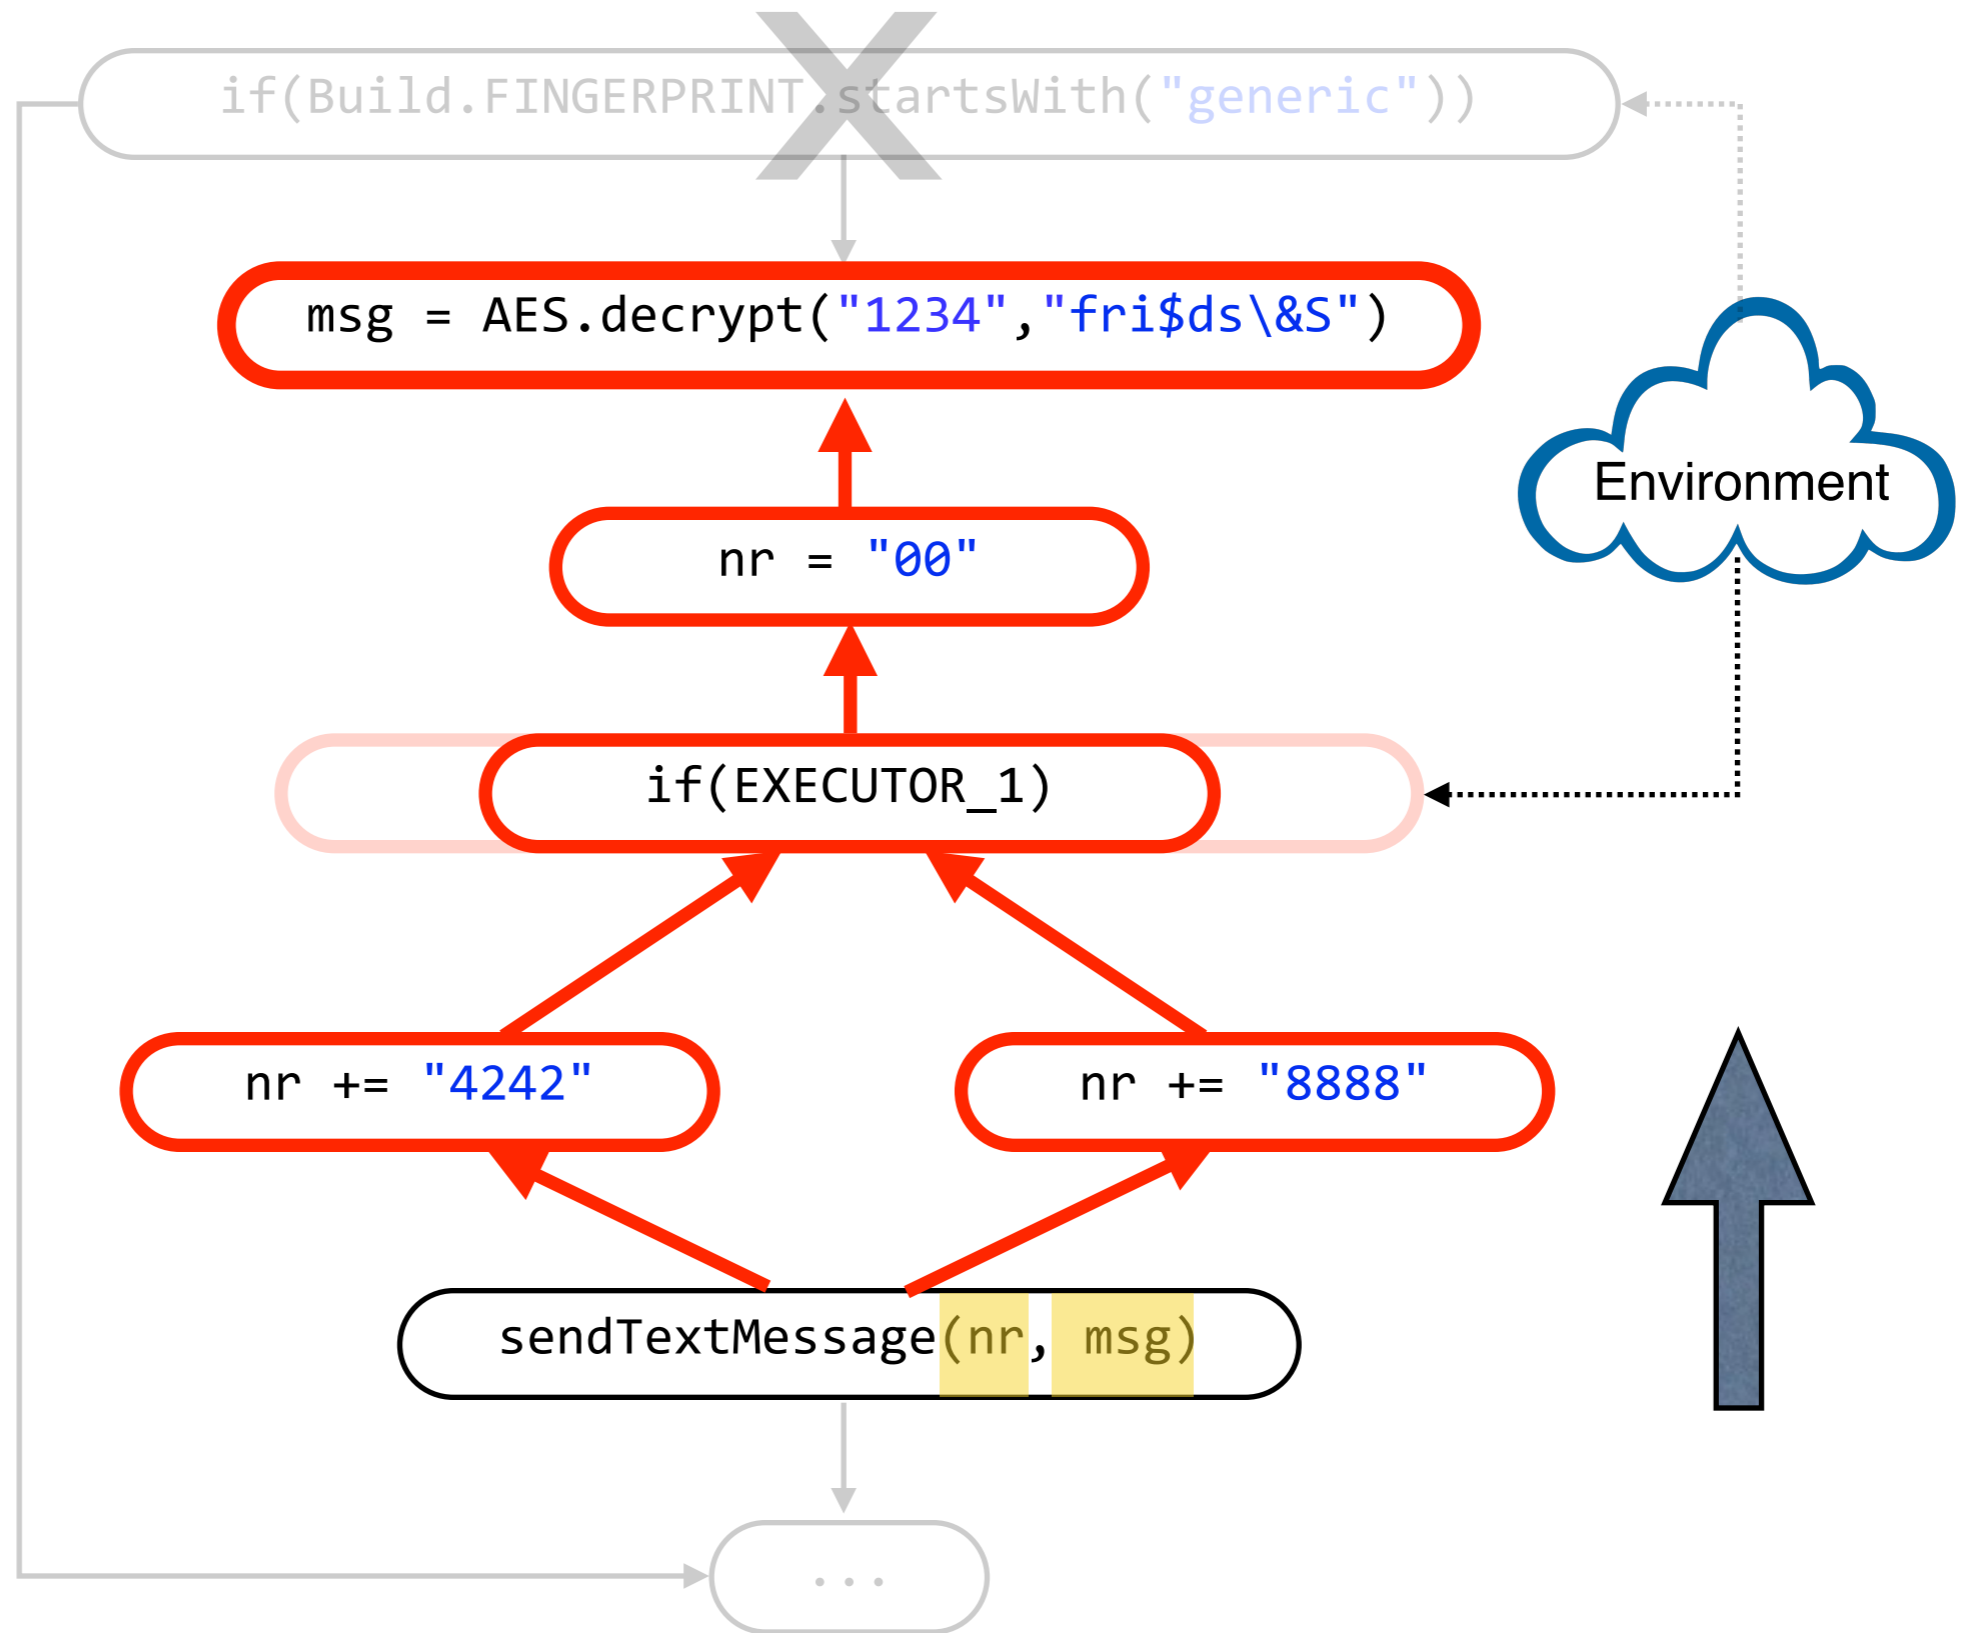 if(Build.FINGERPRINT.startsWith("generic"))
msg = AES.decrypt("1234","fri$ds\&S")
Environment
nr = "00"
if(EXECUTOR_1)
nr += "4242"
nr += "8888"
sendTextMessage(nr, msg)
...